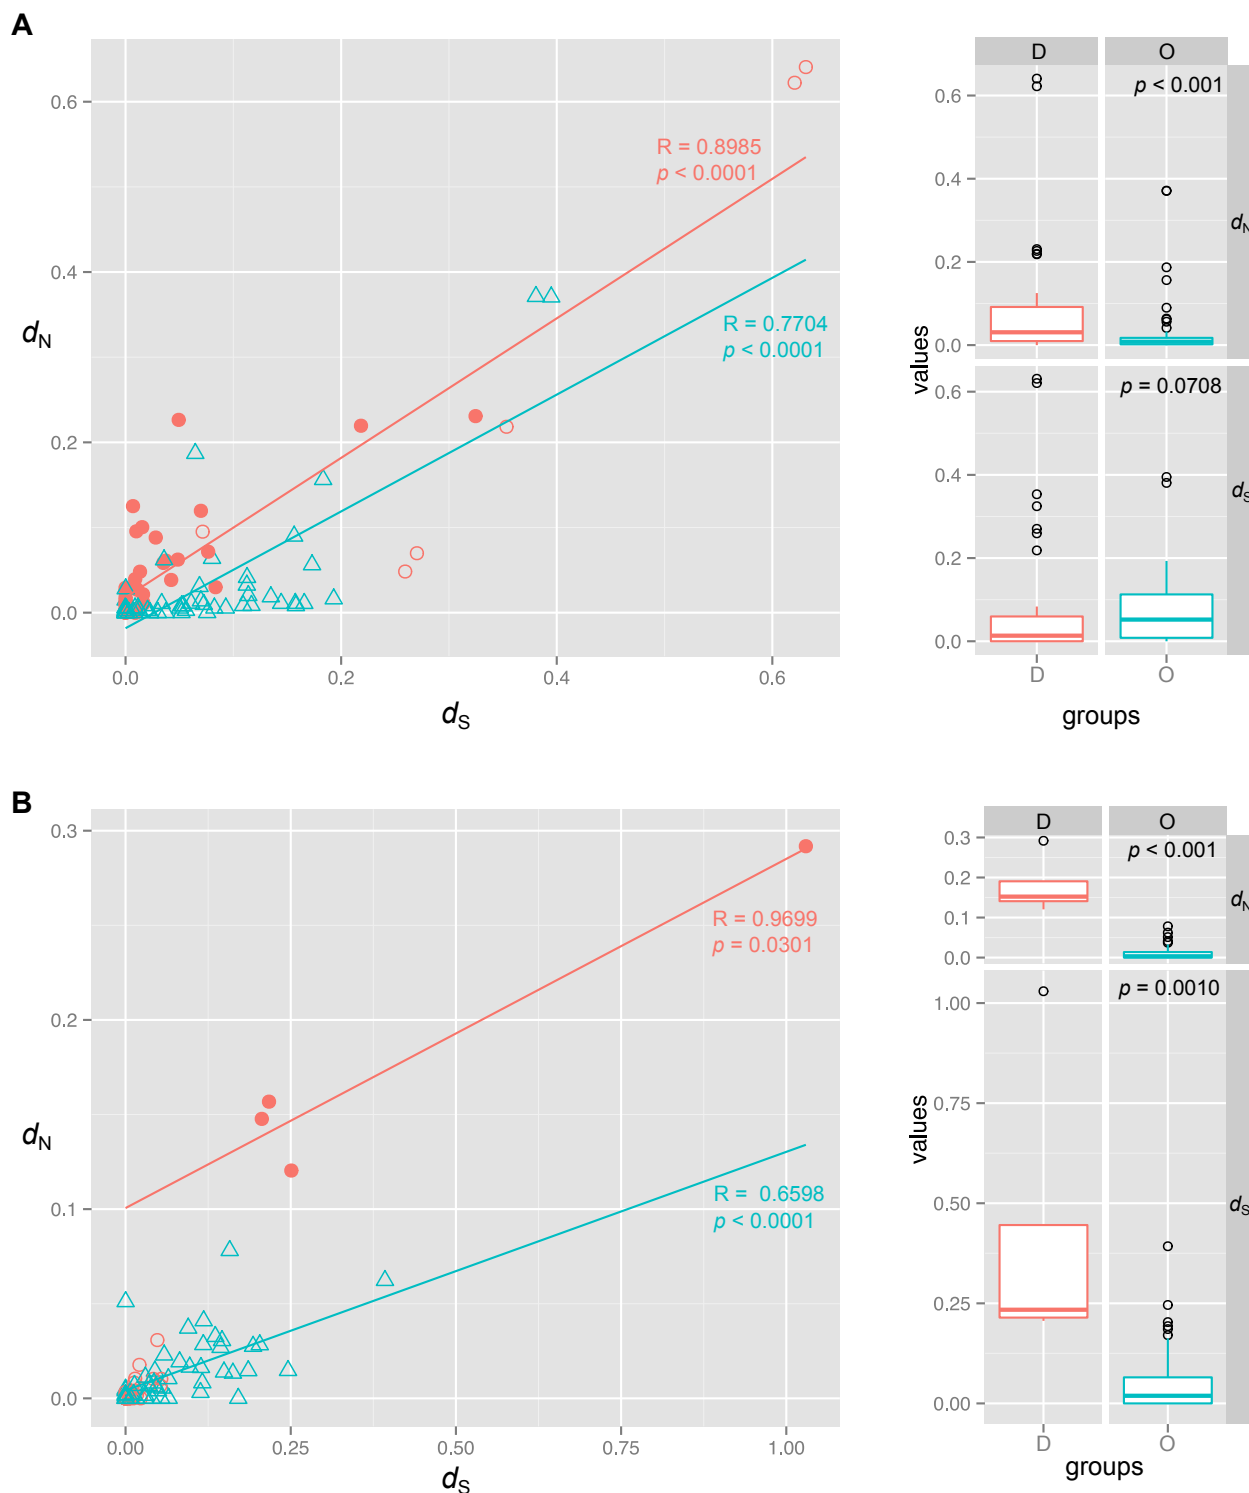 A
0.6
0.4
0.2
0.0
dN
0.0
0.2
0.4
0.6
dS
R = 0.8985
p < 0.0001
R = 0.7704
p < 0.0001
D
O
p < 0.001
0.6
0.4
0.2
0.0
dN
values
p = 0.0708
0.6
0.4
0.2
0.0
dS
D
O
groups
B
0.3
0.2
0.1
0.0
dN
0.00
0.25
0.50
0.75
1.00
dS
R = 0.9699
p = 0.0301
R = 0.6598
p < 0.0001
D
O
p < 0.001
0.3
0.2
0.1
0.0
dN
values
p = 0.0010
1.00
0.75
0.50
0.25
0.00
dS
D
O
groups